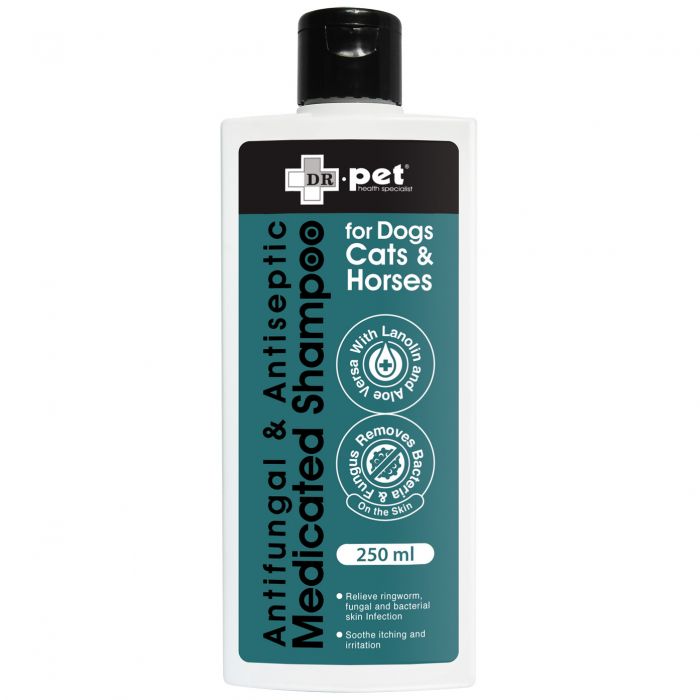 DR. pet®
health specialist
Antifungal & Antiseptic
Medicated Shampoo
for Dogs
Cats &
Horses
With Lanolin and Aloe Versa
Removes Bacteria & Fungus
On the Skin
250 ml
Relieve ringworm,
fungal and bacterial
skin Infection
Soothe itching and
irritation